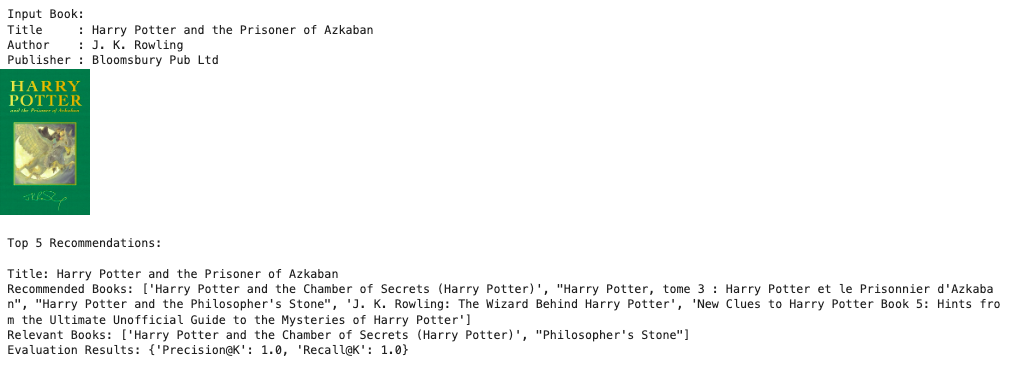 Input Book:
Title     : Harry Potter and the Prisoner of Azkaban
Author    : J. K. Rowling
Publisher : Bloomsbury Pub Ltd
HARRY
POTTER
and the Prisoner of Azkaban
Top 5 Recommendations:
Title: Harry Potter and the Prisoner of Azkaban
Recommended Books: ['Harry Potter and the Chamber of Secrets (Harry Potter)', "Harry Potter, tome 3 : Harry Potter et le Prisonnier d'Azkaba
n", "Harry Potter and the Philosopher's Stone", 'J. K. Rowling: The Wizard Behind Harry Potter', 'New Clues to Harry Potter Book 5: Hints fro
m the Ultimate Unofficial Guide to the Mysteries of Harry Potter']
Relevant Books: ['Harry Potter and the Chamber of Secrets (Harry Potter)', "Philosopher's Stone"]
Evaluation Results: {'Precision@K': 1.0, 'Recall@K': 1.0}